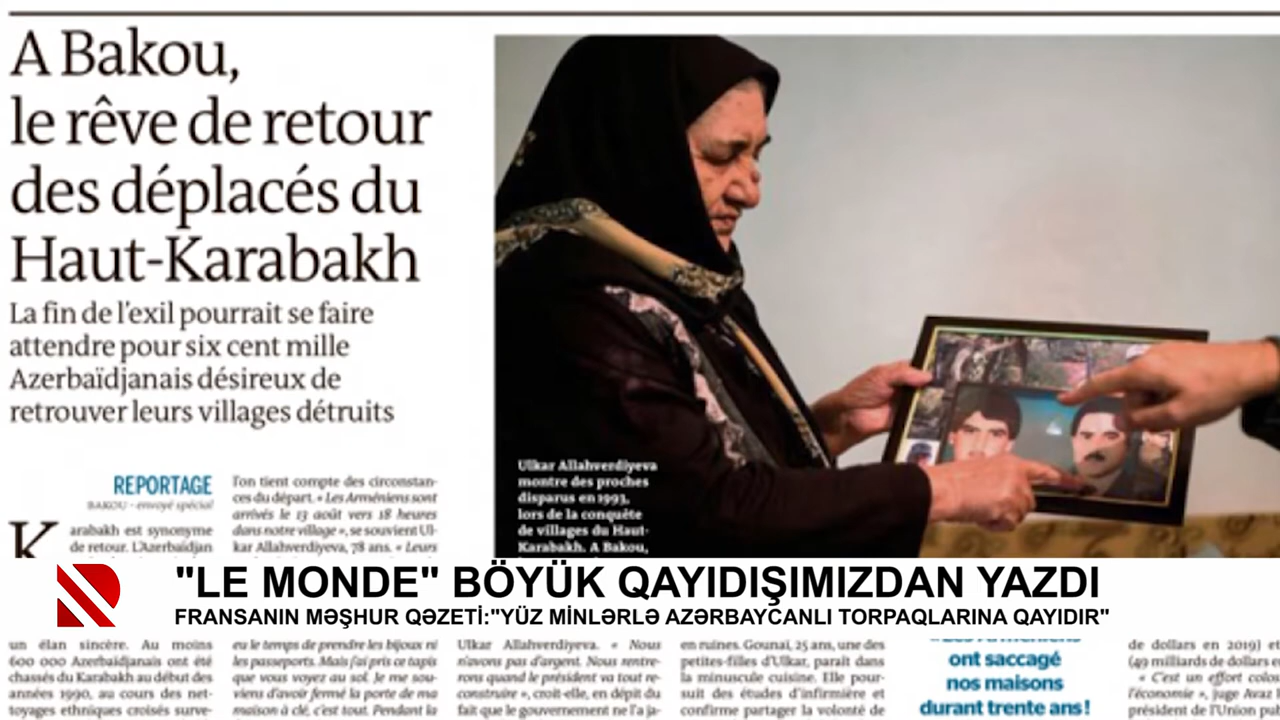 A Bakou,
le rêve de retour
des déplacés du
Haut-Karabakh
La fin de l'exil pourrait se faire
attendre pour six cent mille
Azerbaïdjanais désireux de
retrouver leurs villages détruits
REPORTAGE
BAKOU - envoyé spécial
Karabakh est synonyme
de retour. L'Azerbaïdjan
l'on tient compte des circonstan-
ces du départ. « Les Arméniens sont
arrivés le 13 août vers 18 heures
dans notre village », se souvient Ul-
kar Allahverdiyeva, 78 ans. « Leurs
Ulkar Allahverdiyeva
montre des proches
disparus en 1993,
lors de la conquête
de villages du Haut-
Karabakh. A Bakou,
"LE MONDE" BÖYÜK QAYIDIŞIMIZDAN YAZDI
FRANSANIN MƏŞHUR QƏZETİ:"YÜZ MİNLƏRLƏ AZƏRBAYCANLI TORPAQLARINA QAYIDIR"
un élan sincère. Au moins
600 000 Azerbaïdjanais ont été
chassés du Karabakh au début des
années 1990, au cours des net-
toyages ethniques croisés surve-
eu le temps de prendre les bijoux ni
les passeports. Mais j'ai pris ce tapis
que vous voyez au sol. Je me sou-
viens d'avoir fermé la porte de ma
maison à clé, c'est tout. Pendant la
Ulkar Allahverdiyeva. « Nous
n'avons pas d'argent. Nous rentre-
rons quand le président va tout re-
construire », croit-elle, en dépit du
fait que le gouvernement ne l'a ja-
en ruines. Gounaï, 25 ans, une des
petites-filles d'Ulkar, paraît dans
la minuscule cuisine. Elle pour-
suit des études d'infirmière et
confirme partager la volonté de
« Les Arméniens
ont saccagé
nos maisons
durant trente ans !
de dollars en 2019) et
(49 milliards de dollars e
« C'est un effort colos
l'économie », juge Avaz
président de l'Union pub